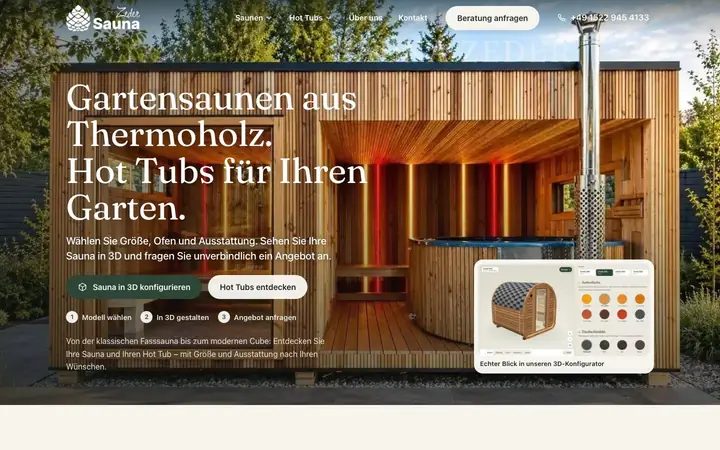 Zeder
Sauna
Saunen
Hot Tubs
Über uns
Kontakt
Beratung anfragen
+49 1522 945 4133
Gartensaunen aus
Thermoholz.
Hot Tubs für Ihren
Garten.
Wählen Sie Größe, Ofen und Ausstattung. Sehen Sie Ihre
Sauna in 3D und fragen Sie unverbindlich ein Angebot an.
Sauna in 3D konfigurieren
Hot Tubs entdecken
1 Modell wählen
2 In 3D gestalten
3 Angebot anfragen
Von der klassischen Fasssauna bis zum modernen Cube: Entdecken Sie
Ihre Sauna und Ihren Hot Tub – mit Größe und Ausstattung nach Ihren
Wünschen.
Echter Blick in unseren 3D-Konfigurator